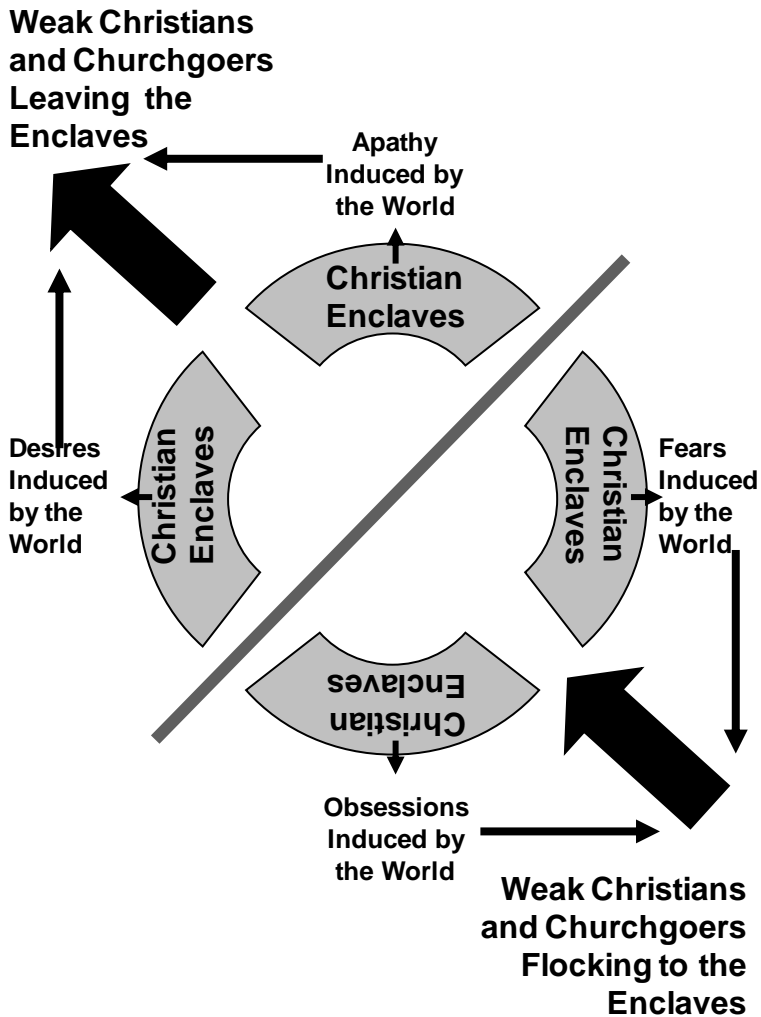 Weak Christians
and Churchgoers
Leaving the
Enclaves
Apathy
Induced by
the World
Christian
Enclaves
Desires
Induced
by the
World
Christian
Enclaves
Christian
Enclaves
Fears
Induced
by the
World
Christian
Enclaves
Obsessions
Induced by
the World
Weak Christians
and Churchgoers
Flocking to the
Enclaves